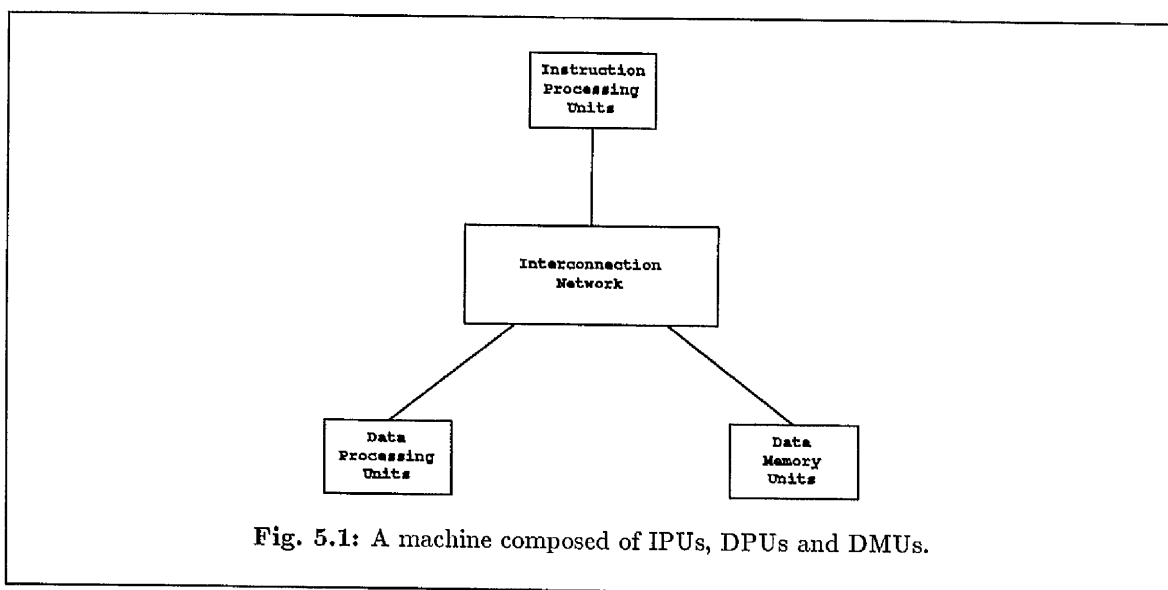 Instruction
Processing
Units
Interconnection
Network
Data
Processing
Units
Data
Memory
Units
Fig. 5.1: A machine composed of IPUs, DPUs and DMUs.